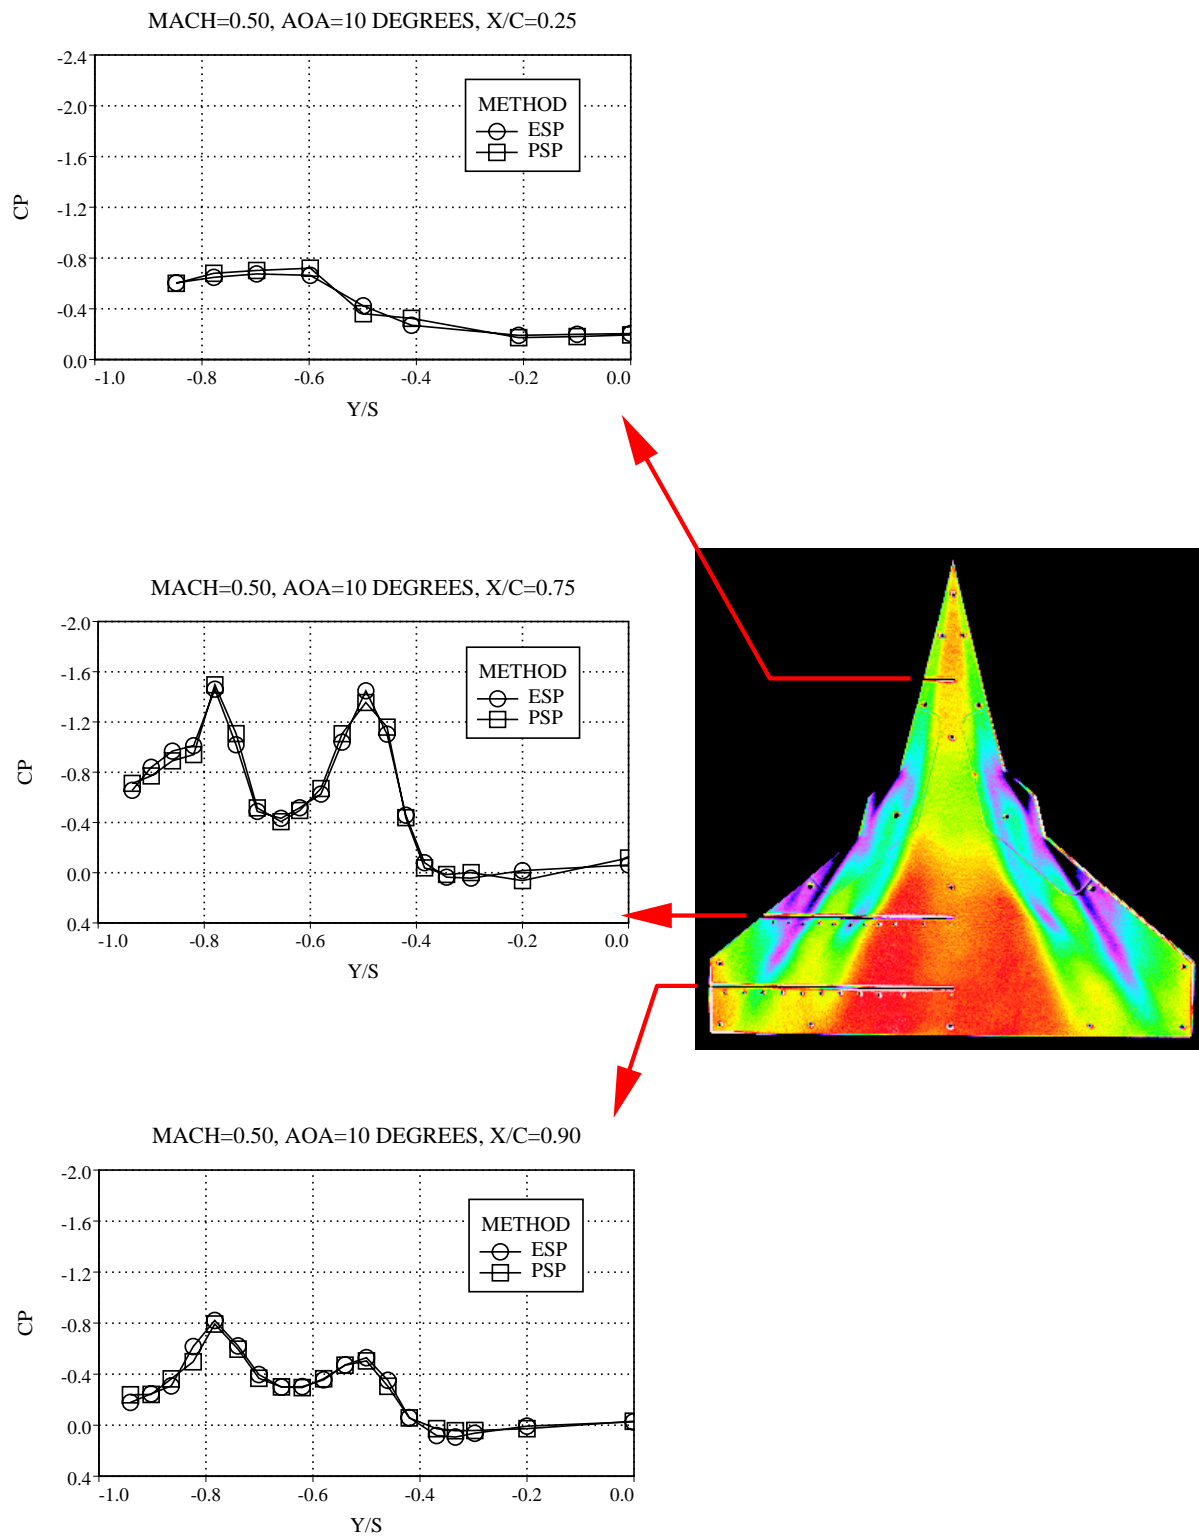 MACH=0.50, AOA=10 DEGREES, X/C=0.25
-2.4
-2.0
-1.6
-1.2
-0.8
-0.4
0.0
CP
METHOD
ESP
PSP
-1.0 -0.8 -0.6 -0.4 -0.2 0.0
Y/S
MACH=0.50, AOA=10 DEGREES, X/C=0.75
-2.0
-1.6
-1.2
-0.8
-0.4
0.0
0.4
CP
METHOD
ESP
PSP
-1.0 -0.8 -0.6 -0.4 -0.2 0.0
Y/S
MACH=0.50, AOA=10 DEGREES, X/C=0.90
-2.0
-1.6
-1.2
-0.8
-0.4
0.0
0.4
CP
METHOD
ESP
PSP
-1.0 -0.8 -0.6 -0.4 -0.2 0.0
Y/S